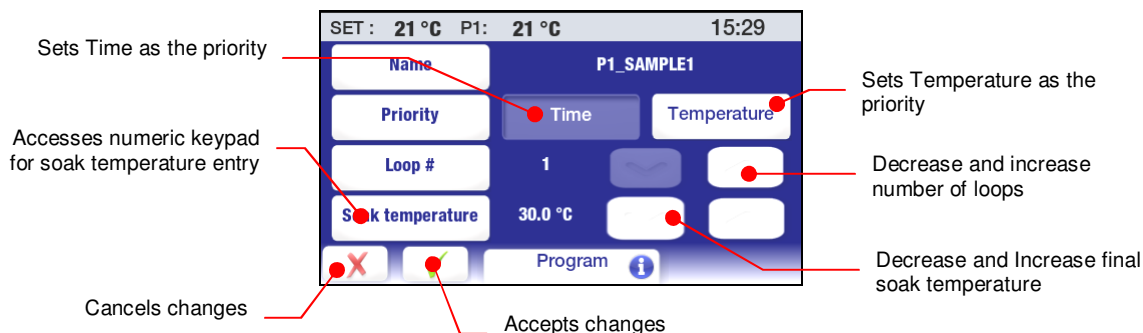 SET : 21 °C P1: 21 °C 15:29
Sets Time as the priority
Name P1_SAMPLE1
Sets Temperature as the
priority
Priority Time Temperature
Accesses numeric keypad
for soak temperature entry
Loop # 1
Decrease and increase
number of loops
Soak temperature 30.0 °C
Decrease and Increase final
soak temperature
Program
Cancels changes
Accepts changes